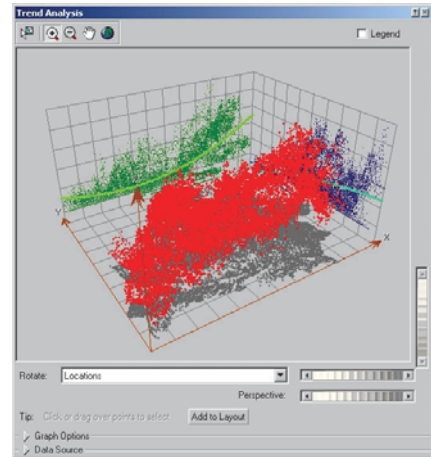 Trend Analysis
Legend
Y
X
Rotate: Locations
Perspective:
Tip: Click or drag over points to select Add to Layout
Graph Options
Data Source